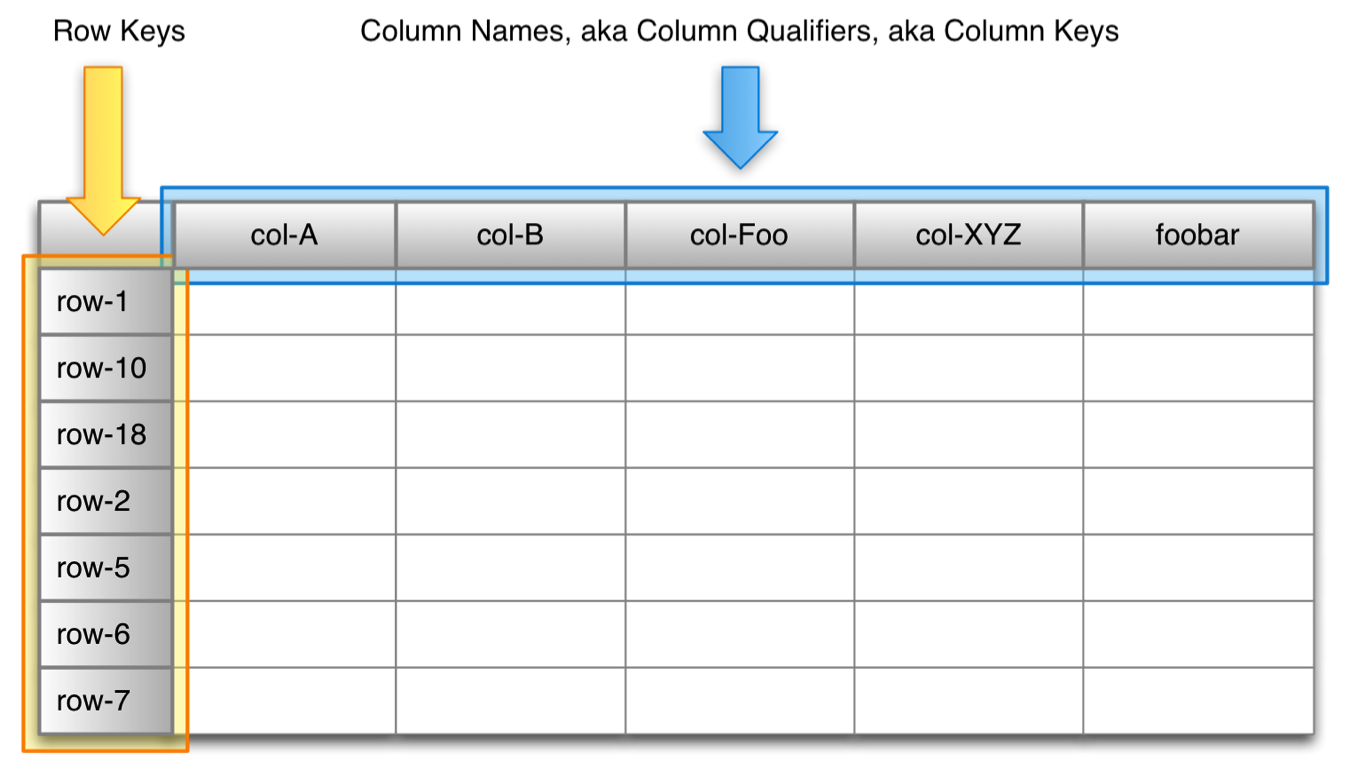 Row Keys
Column Names, aka Column Qualifiers, aka Column Keys
col-A col-B col-Foo col-XYZ foobar
row-1
row-10
row-18
row-2
row-5
row-6
row-7